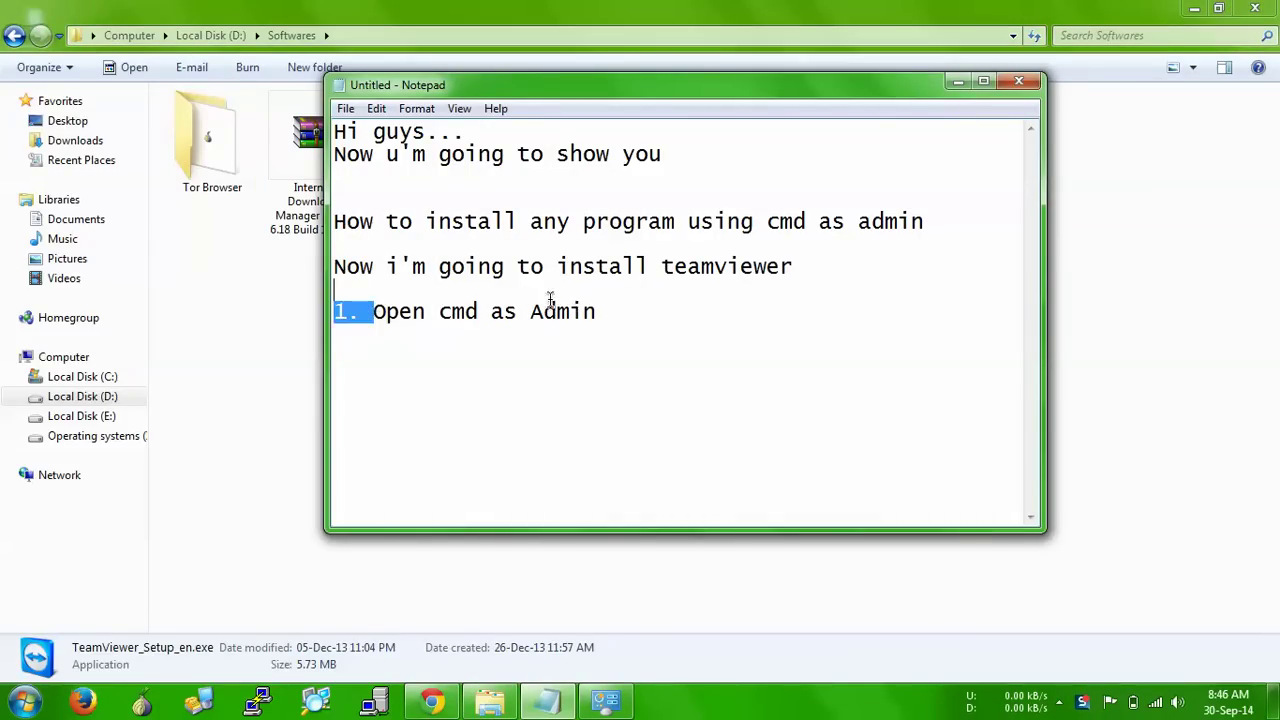 Computer
Local Disk (D:)
Softwares
Search Softwares
Organize
Open
E-mail
Burn
New folder
Favorites
Desktop
Downloads
Recent Places
Libraries
Documents
Music
Pictures
Videos
Homegroup
Computer
Local Disk (C:)
Local Disk (D:)
Local Disk (E:)
Operating systems (
Network
Tor Browser
Intern
Downlo
Manager
6.18 Build
Untitled - Notepad
File Edit Format View Help
Hi guys...
Now u'm going to show you
How to install any program using cmd as admin
Now i'm going to install teamviewer
1. Open cmd as Admin
TeamViewer_Setup_en.exe Date modified: 05-Dec-13 11:04 PM Date created: 26-Dec-13 11:57 AM
Application Size: 5.73 MB
U: 0.00 kB/s
D: 0.00 kB/s
8:46 AM
30-Sep-14